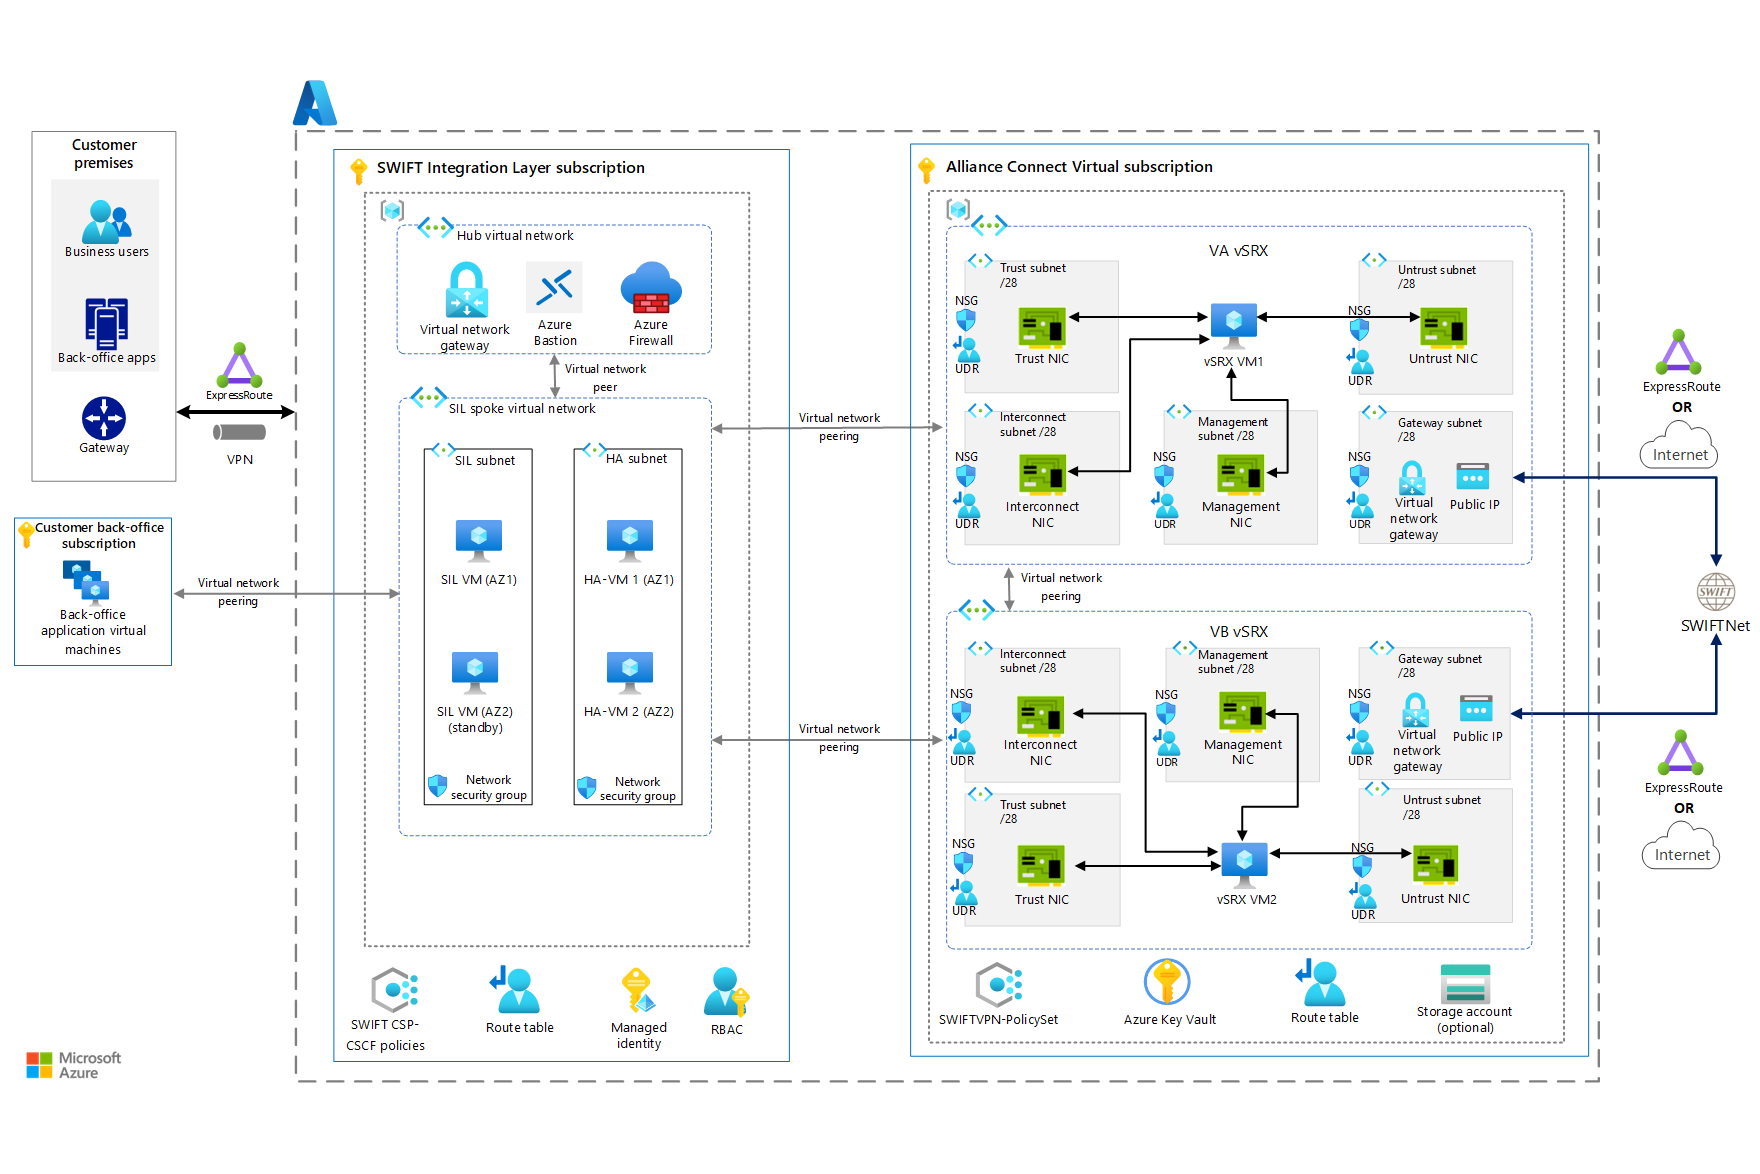 Customer
premises
Business users
Back-office apps
Gateway
ExpressRoute
VPN
Customer back-office
subscription
Back-office
application virtual
machines
Virtual network
peering
Microsoft
Azure
SWIFT Integration Layer subscription
Hub virtual network
Virtual network
gateway
Azure
Bastion
Azure
Firewall
Virtual network
peer
SIL spoke virtual network
SIL subnet
SIL VM (AZ1)
SIL VM (AZ2)
(standby)
Network
security group
HA subnet
HA-VM 1 (AZ1)
HA-VM 2 (AZ2)
Network
security group
SWIFT CSP-
CSCF policies
Route table
Managed
identity
RBAC
Virtual network
peering
Virtual network
peering
Alliance Connect Virtual subscription
VA vSRX
Trust subnet
/28
NSG
UDR
Trust NIC
vSRX VM1
Untrust subnet
/28
NSG
UDR
Untrust NIC
Interconnect
subnet /28
NSG
UDR
Interconnect
NIC
Management
subnet /28
NSG
UDR
Management
NIC
Gateway subnet
/28
NSG
UDR
Virtual
network
gateway
Public IP
Virtual network
peering
VB vSRX
Interconnect
subnet /28
NSG
UDR
Interconnect
NIC
Management
subnet /28
NSG
UDR
Management
NIC
Gateway subnet
/28
NSG
UDR
Virtual
network
gateway
Public IP
Trust subnet
/28
NSG
UDR
Trust NIC
vSRX VM2
Untrust subnet
/28
NSG
UDR
Untrust NIC
SWIFTVPN-PolicySet
Azure Key Vault
Route table
Storage account
(optional)
ExpressRoute
OR
Internet
SWIFT
SWIFTNet
ExpressRoute
OR
Internet